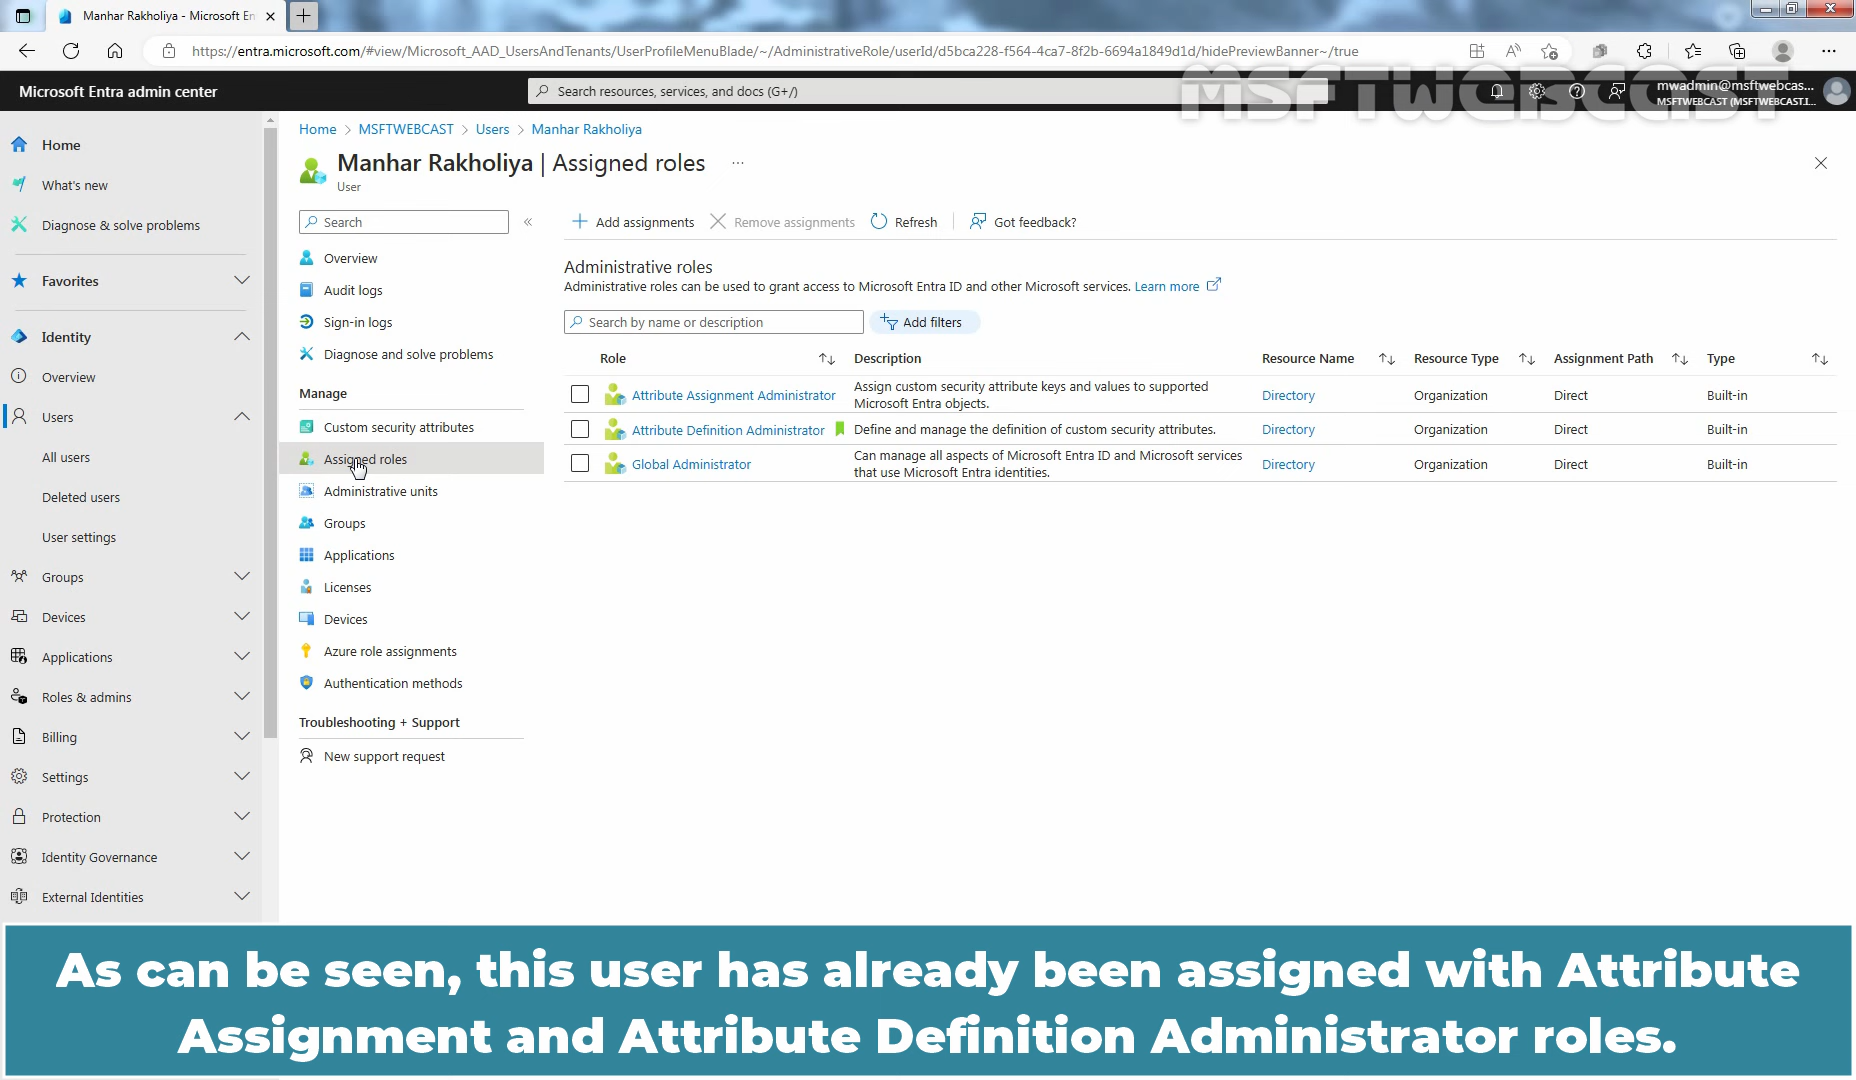 Manhar Rakholiya - Microsoft En
https://entra.microsoft.com/#view/Microsoft_AAD_UsersAndTenants/UserProfileMenuBlade/~/AdministrativeRole/userId/d5bca228-f564-4ca7-8f2b-6694a1849d1d/hidePreviewBanner~/true
MSFTWEBCAST
Microsoft Entra admin center
Search resources, services, and docs (G+/)
mwadmin@msftwebcas...
MSFTWEBCAST (MSFTWEBCAST.I...
Home
What's new
Diagnose & solve problems
Favorites
Identity
Overview
Users
All users
Deleted users
User settings
Groups
Devices
Applications
Roles & admins
Billing
Settings
Protection
Identity Governance
External Identities
Home > MSFTWEBCAST > Users > Manhar Rakholiya
Manhar Rakholiya | Assigned roles ...
User
Search
Overview
Audit logs
Sign-in logs
Diagnose and solve problems
Manage
Custom security attributes
Assigned roles
Administrative units
Groups
Applications
Licenses
Devices
Azure role assignments
Authentication methods
Troubleshooting + Support
New support request
Add assignments Remove assignments Refresh Got feedback?
Administrative roles
Administrative roles can be used to grant access to Microsoft Entra ID and other Microsoft services. Learn more
Search by name or description Add filters
Role Description Resource Name Resource Type Assignment Path Type
Attribute Assignment Administrator Assign custom security attribute keys and values to supported Microsoft Entra objects. Directory Organization Direct Built-in
Attribute Definition Administrator Define and manage the definition of custom security attributes. Directory Organization Direct Built-in
Global Administrator Can manage all aspects of Microsoft Entra ID and Microsoft services that use Microsoft Entra identities. Directory Organization Direct Built-in
As can be seen, this user has already been assigned with Attribute
Assignment and Attribute Definition Administrator roles.